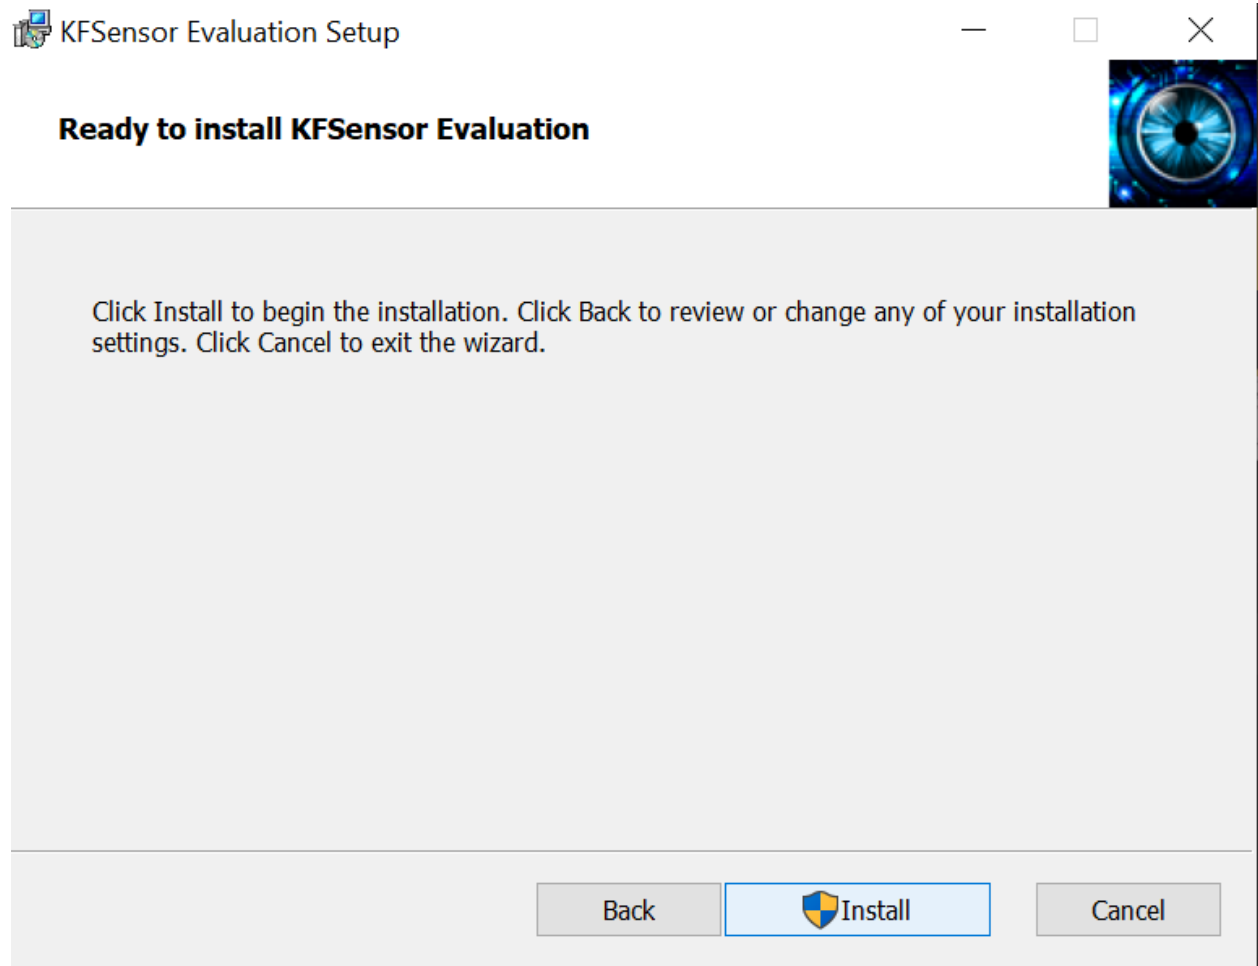 KFSensor Evaluation Setup
Ready to install KFSensor Evaluation
Click Install to begin the installation. Click Back to review or change any of your installation
settings. Click Cancel to exit the wizard.
Back
Install
Cancel